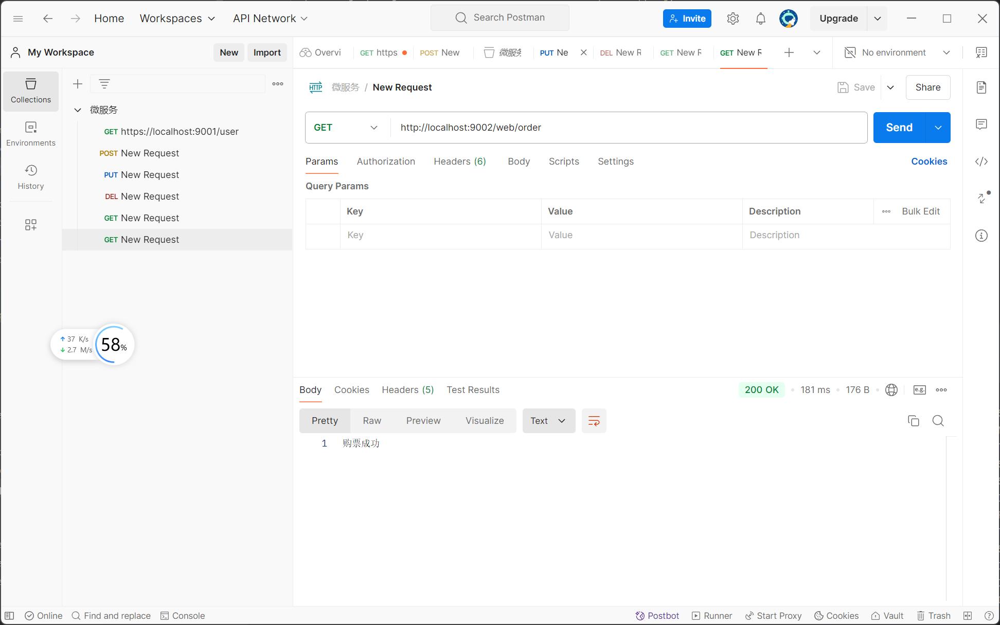 Home Workspaces API Network Search Postman Invite Upgrade
My Workspace New Import Overvi GET https POST New 微服务 PUT Ne DEL New R GET New R GET New R No environment
Collections
Environments
History
微服务
GET https://localhost:9001/user
POST New Request
PUT New Request
DEL New Request
GET New Request
GET New Request
37 K/s
2.7 M/s
58%
HTTP 微服务 / New Request Save Share
GET http://localhost:9002/web/order Send
Params Authorization Headers (6) Body Scripts Settings Cookies
Query Params
Key Value Description Bulk Edit
Key Value Description
Body Cookies Headers (5) Test Results 200 OK 181 ms 176 B e.g.
Pretty Raw Preview Visualize Text
1 购票成功
Online Find and replace Console Postbot Runner Start Proxy Cookies Vault Trash